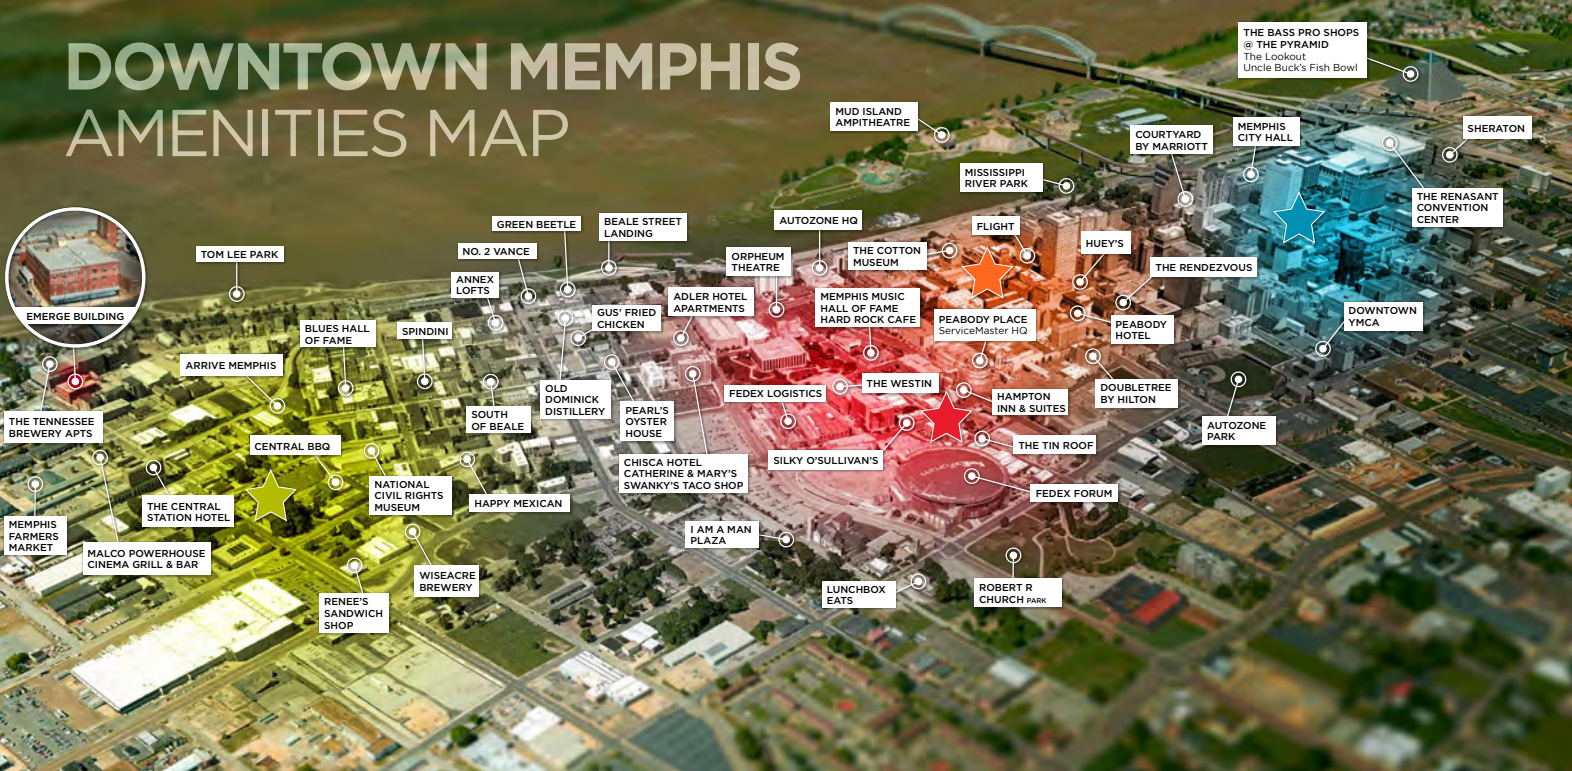 DOWNTOWN MEMPHIS
AMENITIES MAP
THE BASS PRO SHOPS
@ THE PYRAMID
The Lookout
Uncle Buck's Fish Bowl
MUD ISLAND
AMPITHEATRE
COURTYARD
BY MARRIOTT
MEMPHIS
CITY HALL
SHERATON
MISSISSIPPI
RIVER PARK
THE RENASANT
CONVENTION
CENTER
GREEN BEETLE
BEALE STREET
LANDING
AUTOZONE HQ
FLIGHT
HUEY'S
TOM LEE PARK
NO. 2 VANCE
ORPHEUM
THEATRE
THE COTTON
MUSEUM
THE RENDEZVOUS
ANNEX
LOFTS
EMERGE BUILDING
ADLER HOTEL
APARTMENTS
MEMPHIS MUSIC
HALL OF FAME
HARD ROCK CAFE
PEABODY PLACE
ServiceMaster HQ
PEABODY
HOTEL
DOWNTOWN
YMCA
BLUES HALL
OF FAME
SPINDINI
GUS' FRIED
CHICKEN
ARRIVE MEMPHIS
THE TENNESSEE
BREWERY APTS
SOUTH
OF BEALE
OLD
DOMINICK
DISTILLERY
PEARL'S
OYSTER
HOUSE
FEDEX LOGISTICS
THE WESTIN
HAMPTON
INN & SUITES
DOUBLETREE
BY HILTON
AUTOZONE
PARK
CENTRAL BBQ
CHISCA HOTEL
CATHERINE & MARY'S
SWANKY'S TACO SHOP
SILKY O'SULLIVAN'S
THE TIN ROOF
FEDEX FORUM
MEMPHIS
FARMERS
MARKET
THE CENTRAL
STATION HOTEL
NATIONAL
CIVIL RIGHTS
MUSEUM
HAPPY MEXICAN
MALCO POWERHOUSE
CINEMA GRILL & BAR
I AM A MAN
PLAZA
WISEACRE
BREWERY
RENEE'S
SANDWICH
SHOP
LUNCHBOX
EATS
ROBERT R
CHURCH PARK